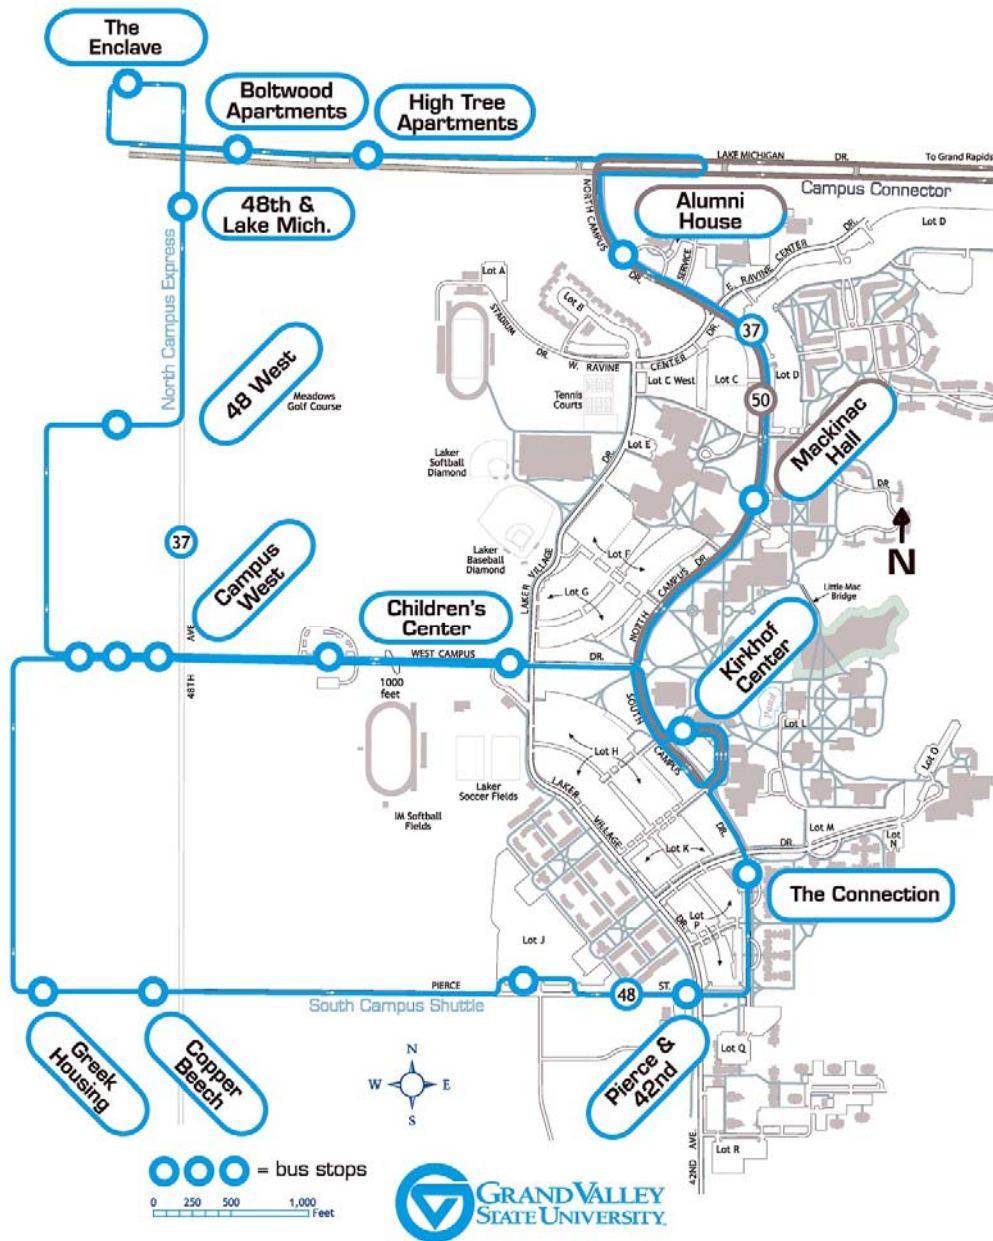 The
Enclave
Boltwood
Apartments
High Tree
Apartments
LAKE MICHIGAN
DR.
To Grand Rapids
Campus Connector
48th &
Lake Mich.
NORTH CAMPUS
DR.
Alumni
House
SERVICE
E. RAVINE CENTER
DR.
Lot D
North Campus Express
Lot A
STADIUM
DR.
Lot B
W. RAVINE
CENTER
DR.
37
Lot C West
Lot C
Lot D
48 West
Meadows
Golf Course
Tennis
Courts
50
Mackinac
Hall
Laker
Softball
Diamond
DR.
Lot E
DR.
N
37
Campus
West
Laker
Baseball
Diamond
LAKER VILLAGE
Lot F
Lot G
NORTH CAMPUS DR.
Little Mac
Bridge
Children's
Center
WEST CAMPUS
DR.
Kirkhof
Center
48TH
AVE
1000
feet
SOUTH
CAMPUS
DR.
Pond
Lot L
Lot H
IM Softball
Fields
Laker
Soccer Fields
LAKER
VILLAGE
DR.
Lot O
Lot M
Lot N
Lot K
DR.
The Connection
Lot P
Lot J
PIERCE
ST.
South Campus Shuttle
48
Greek
Housing
Copper
Beech
Pierce &
42nd
Lot Q
N
W
E
S
Lot R
42ND AVE.
= bus stops
0 250 500 1,000
Feet
GRAND VALLEY
STATE UNIVERSITY